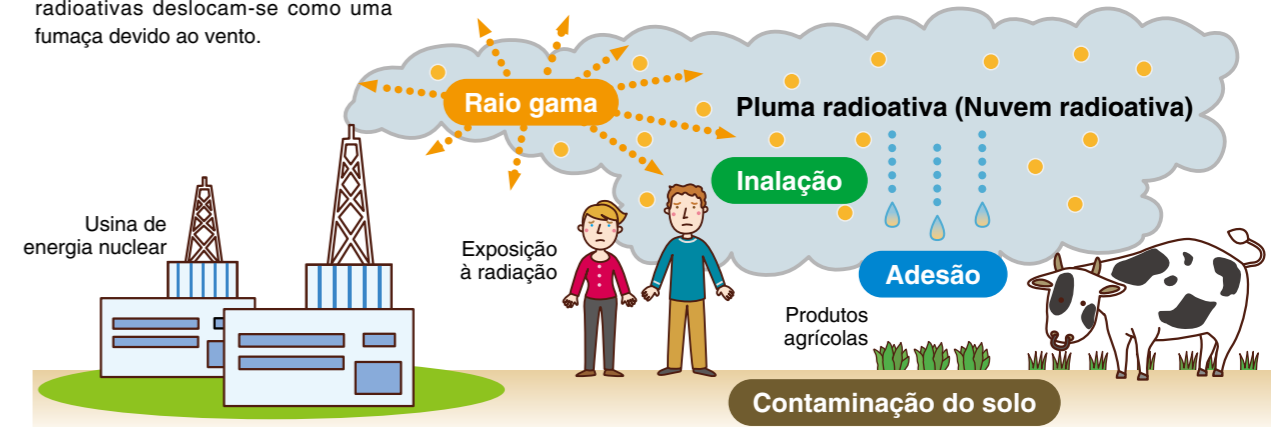 radioativas deslocam-se como uma
fumaça devido ao vento.
Raio gama
Pluma radioativa (Nuvem radioativa)
Inalação
Usina de
energia nuclear
Exposição
à radiação
Adesão
Produtos
agrícolas
Contaminação do solo